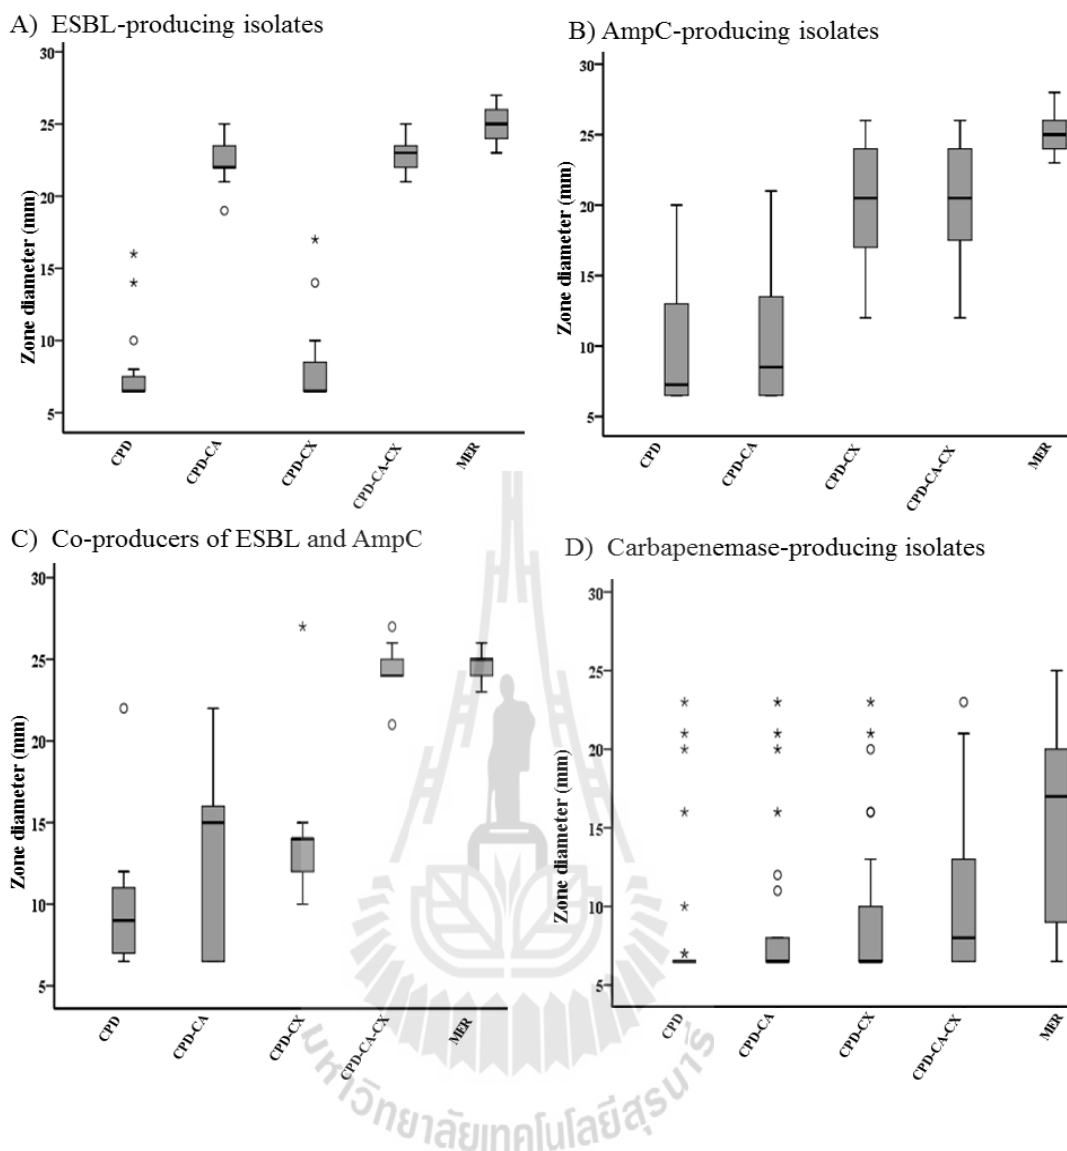 A) ESBL-producing isolates
30
25
20
15
10
5
Zone diameter (mm)
CPD
CPD-CA
CPD-CX
CPD-CA-CX
MER
B) AmpC-producing isolates
30
25
20
15
10
5
Zone diameter (mm)
CPD
CPD-CA
CPD-CX
CPD-CA-CX
MER
C) Co-producers of ESBL and AmpC
30
25
20
15
10
5
Zone diameter (mm)
CPD
CPD-CA
CPD-CX
CPD-CA-CX
MER
D) Carbapenemase-producing isolates
30
25
20
15
10
5
Zone diameter (mm)
CPD
CPD-CA
CPD-CX
CPD-CA-CX
MER
มหาวิทยาลัยเทคโนโลยีสุรนารี